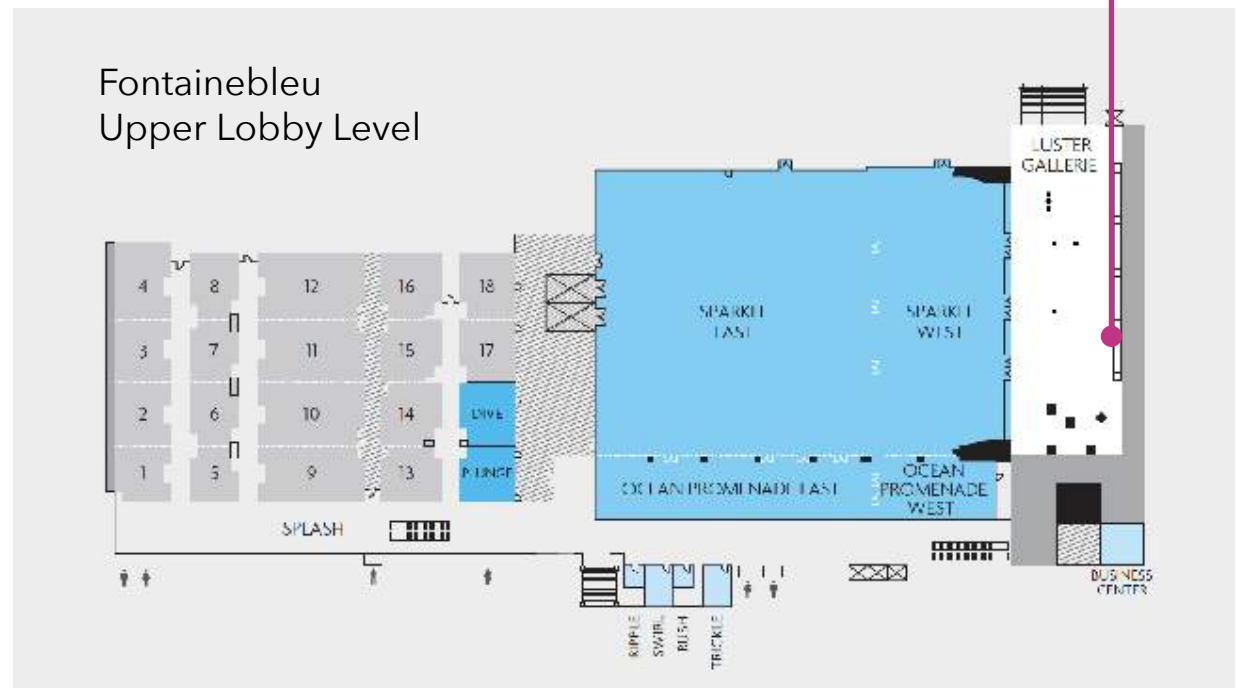 Fontainebleu
Upper Lobby Level
LUSTER
GALLERIE
4
8
12
16
18
SPARKLE
EAST
SPARKLE
WEST
3
7
11
15
17
2
6
10
14
DIVE
1
5
9
13
PLUNGE
OCEAN PROMENADE EAST
OCEAN
PROMENADE
WEST
SPLASH
BUSINESS
CENTER
RIPPLE
SWIRL
RUSH
TRICKLE